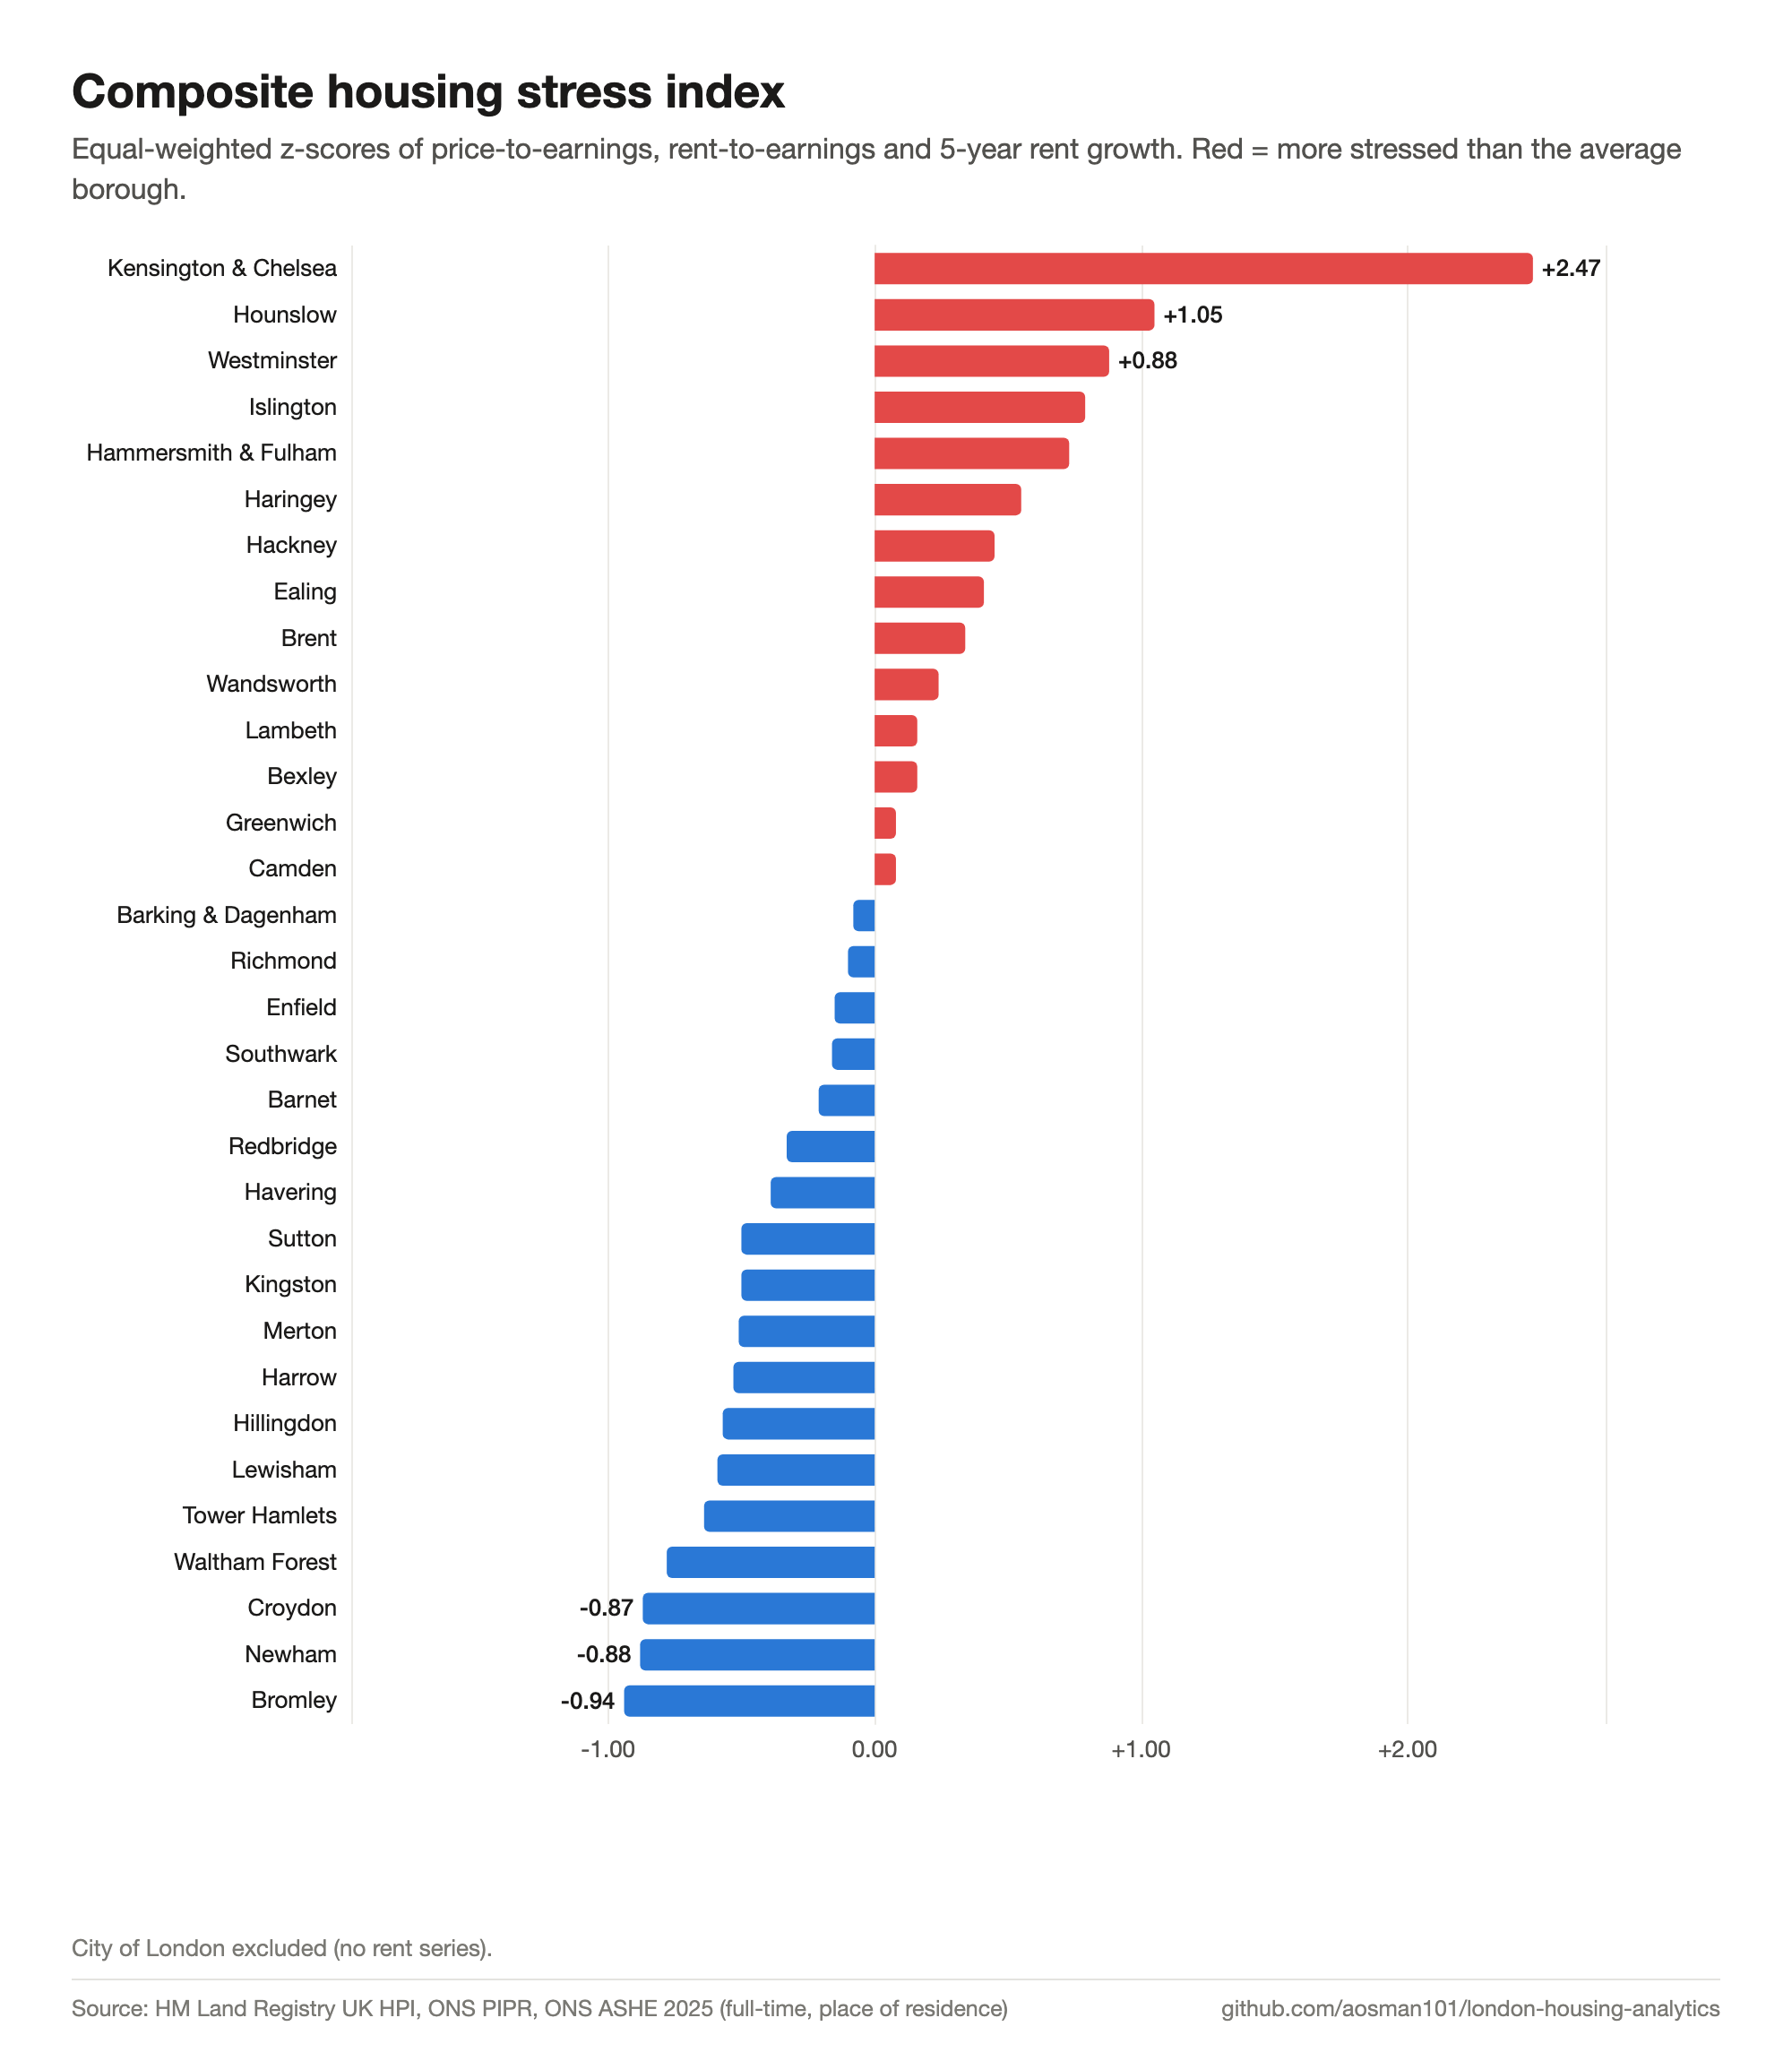 Composite housing stress index
Equal-weighted z-scores of price-to-earnings, rent-to-earnings and 5-year rent growth. Red = more stressed than the average
borough.
Kensington & Chelsea +2.47
Hounslow +1.05
Westminster +0.88
Islington
Hammersmith & Fulham
Haringey
Hackney
Ealing
Brent
Wandsworth
Lambeth
Bexley
Greenwich
Camden
Barking & Dagenham
Richmond
Enfield
Southwark
Barnet
Redbridge
Havering
Sutton
Kingston
Merton
Harrow
Hillingdon
Lewisham
Tower Hamlets
Waltham Forest
Croydon -0.87
Newham -0.88
Bromley -0.94
-1.00 0.00 +1.00 +2.00
City of London excluded (no rent series).
Source: HM Land Registry UK HPI, ONS PIPR, ONS ASHE 2025 (full-time, place of residence) github.com/aosman101/london-housing-analytics